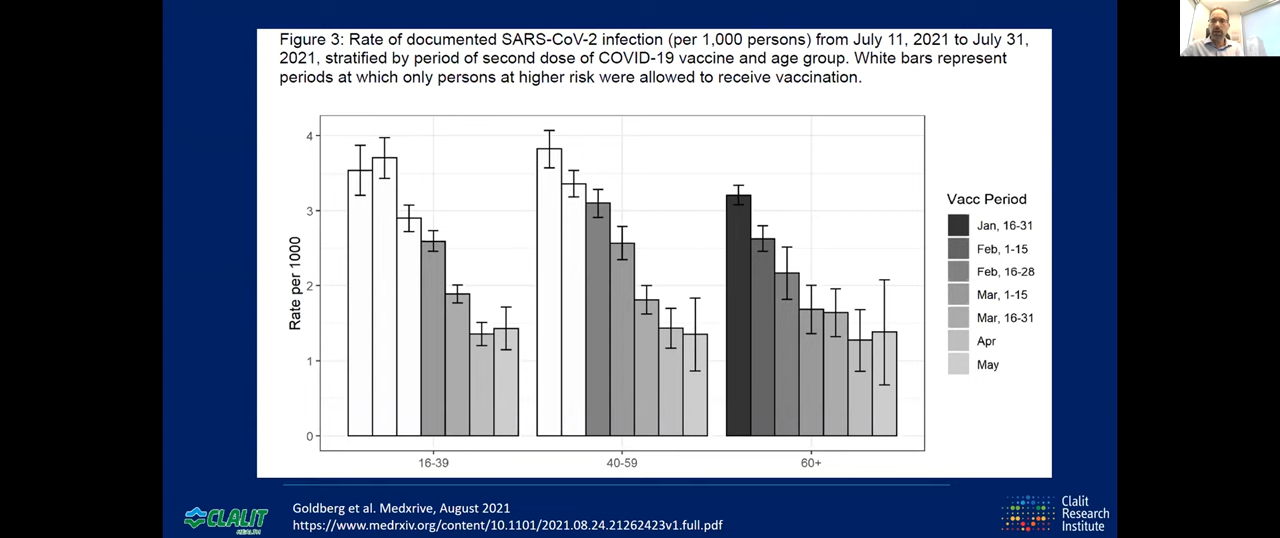 Figure 3: Rate of documented SARS-CoV-2 infection (per 1,000 persons) from July 11, 2021 to July 31,
2021, stratified by period of second dose of COVID-19 vaccine and age group. White bars represent
periods at which only persons at higher risk were allowed to receive vaccination.
Rate per 1000
4
3
2
1
0
16-39
40-59
60+
Vacc Period
Jan, 16-31
Feb, 1-15
Feb, 16-28
Mar, 1-15
Mar, 16-31
Apr
May
CLALIT
HEALTH
Goldberg et al. Medxrive, August 2021
https://www.medrxiv.org/content/10.1101/2021.08.24.21262423v1.full.pdf
Clalit
Research
Institute